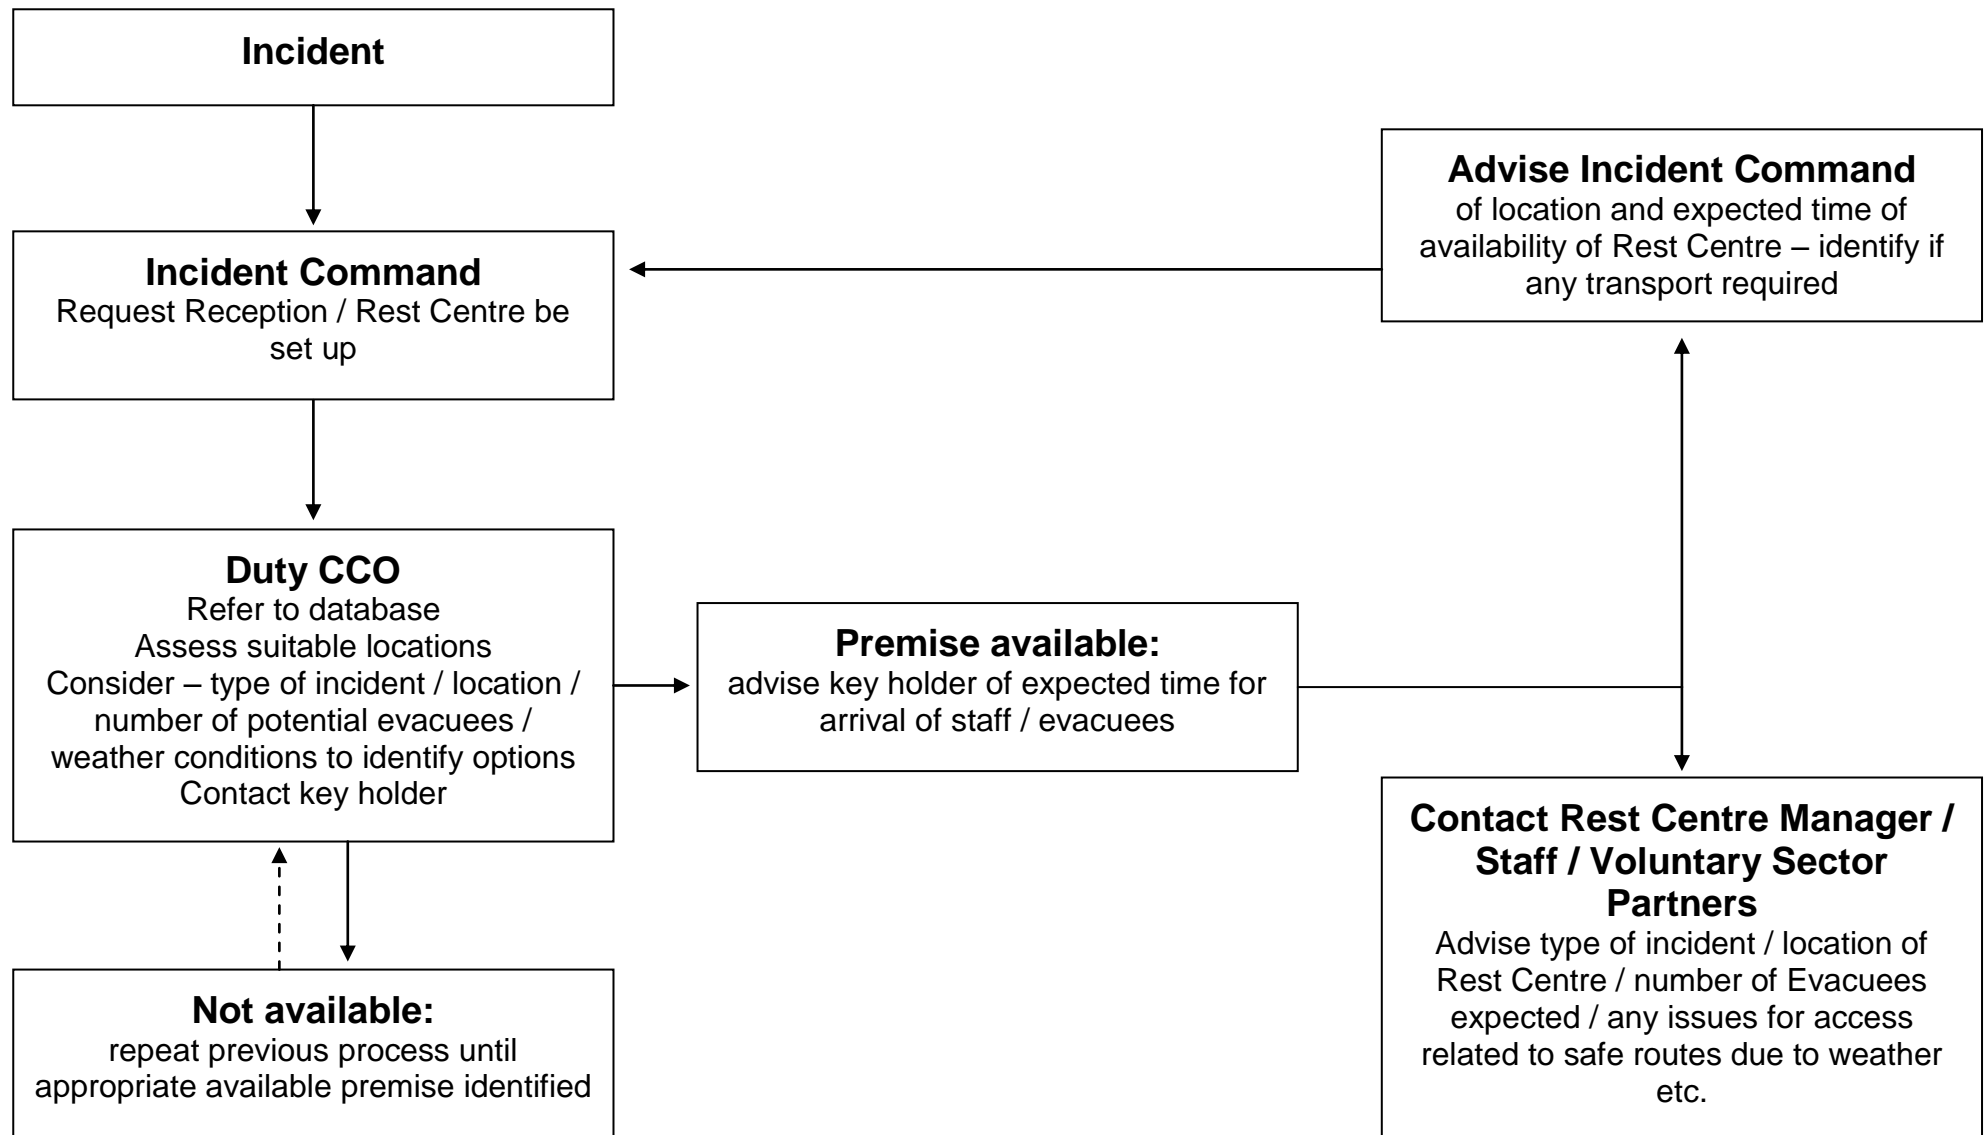 Incident
Incident Command
Request Reception / Rest Centre be
set up
Duty CCO
Refer to database
Assess suitable locations
Consider – type of incident / location /
number of potential evacuees /
weather conditions to identify options
Contact key holder
Not available:
repeat previous process until
appropriate available premise identified
Premise available:
advise key holder of expected time for
arrival of staff / evacuees
Advise Incident Command
of location and expected time of
availability of Rest Centre – identify if
any transport required
Contact Rest Centre Manager /
Staff / Voluntary Sector
Partners
Advise type of incident / location of
Rest Centre / number of Evacuees
expected / any issues for access
related to safe routes due to weather
etc.